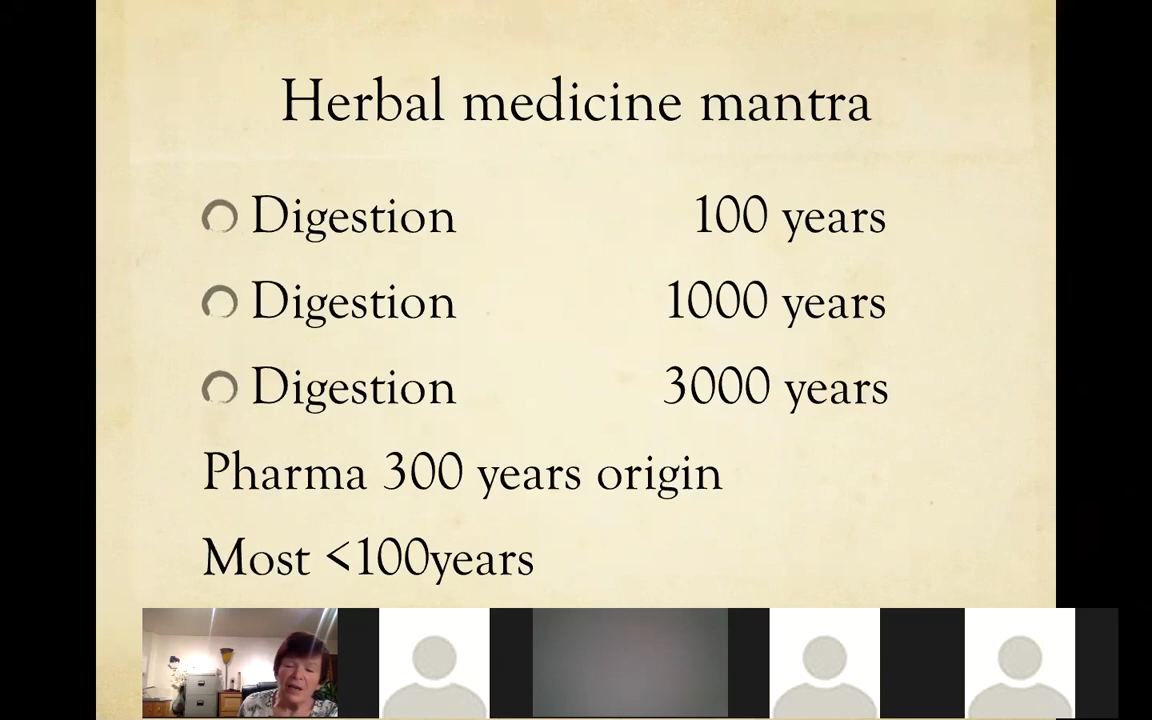 Herbal medicine mantra
Digestion 100 years
Digestion 1000 years
Digestion 3000 years
Pharma 300 years origin
Most <100years